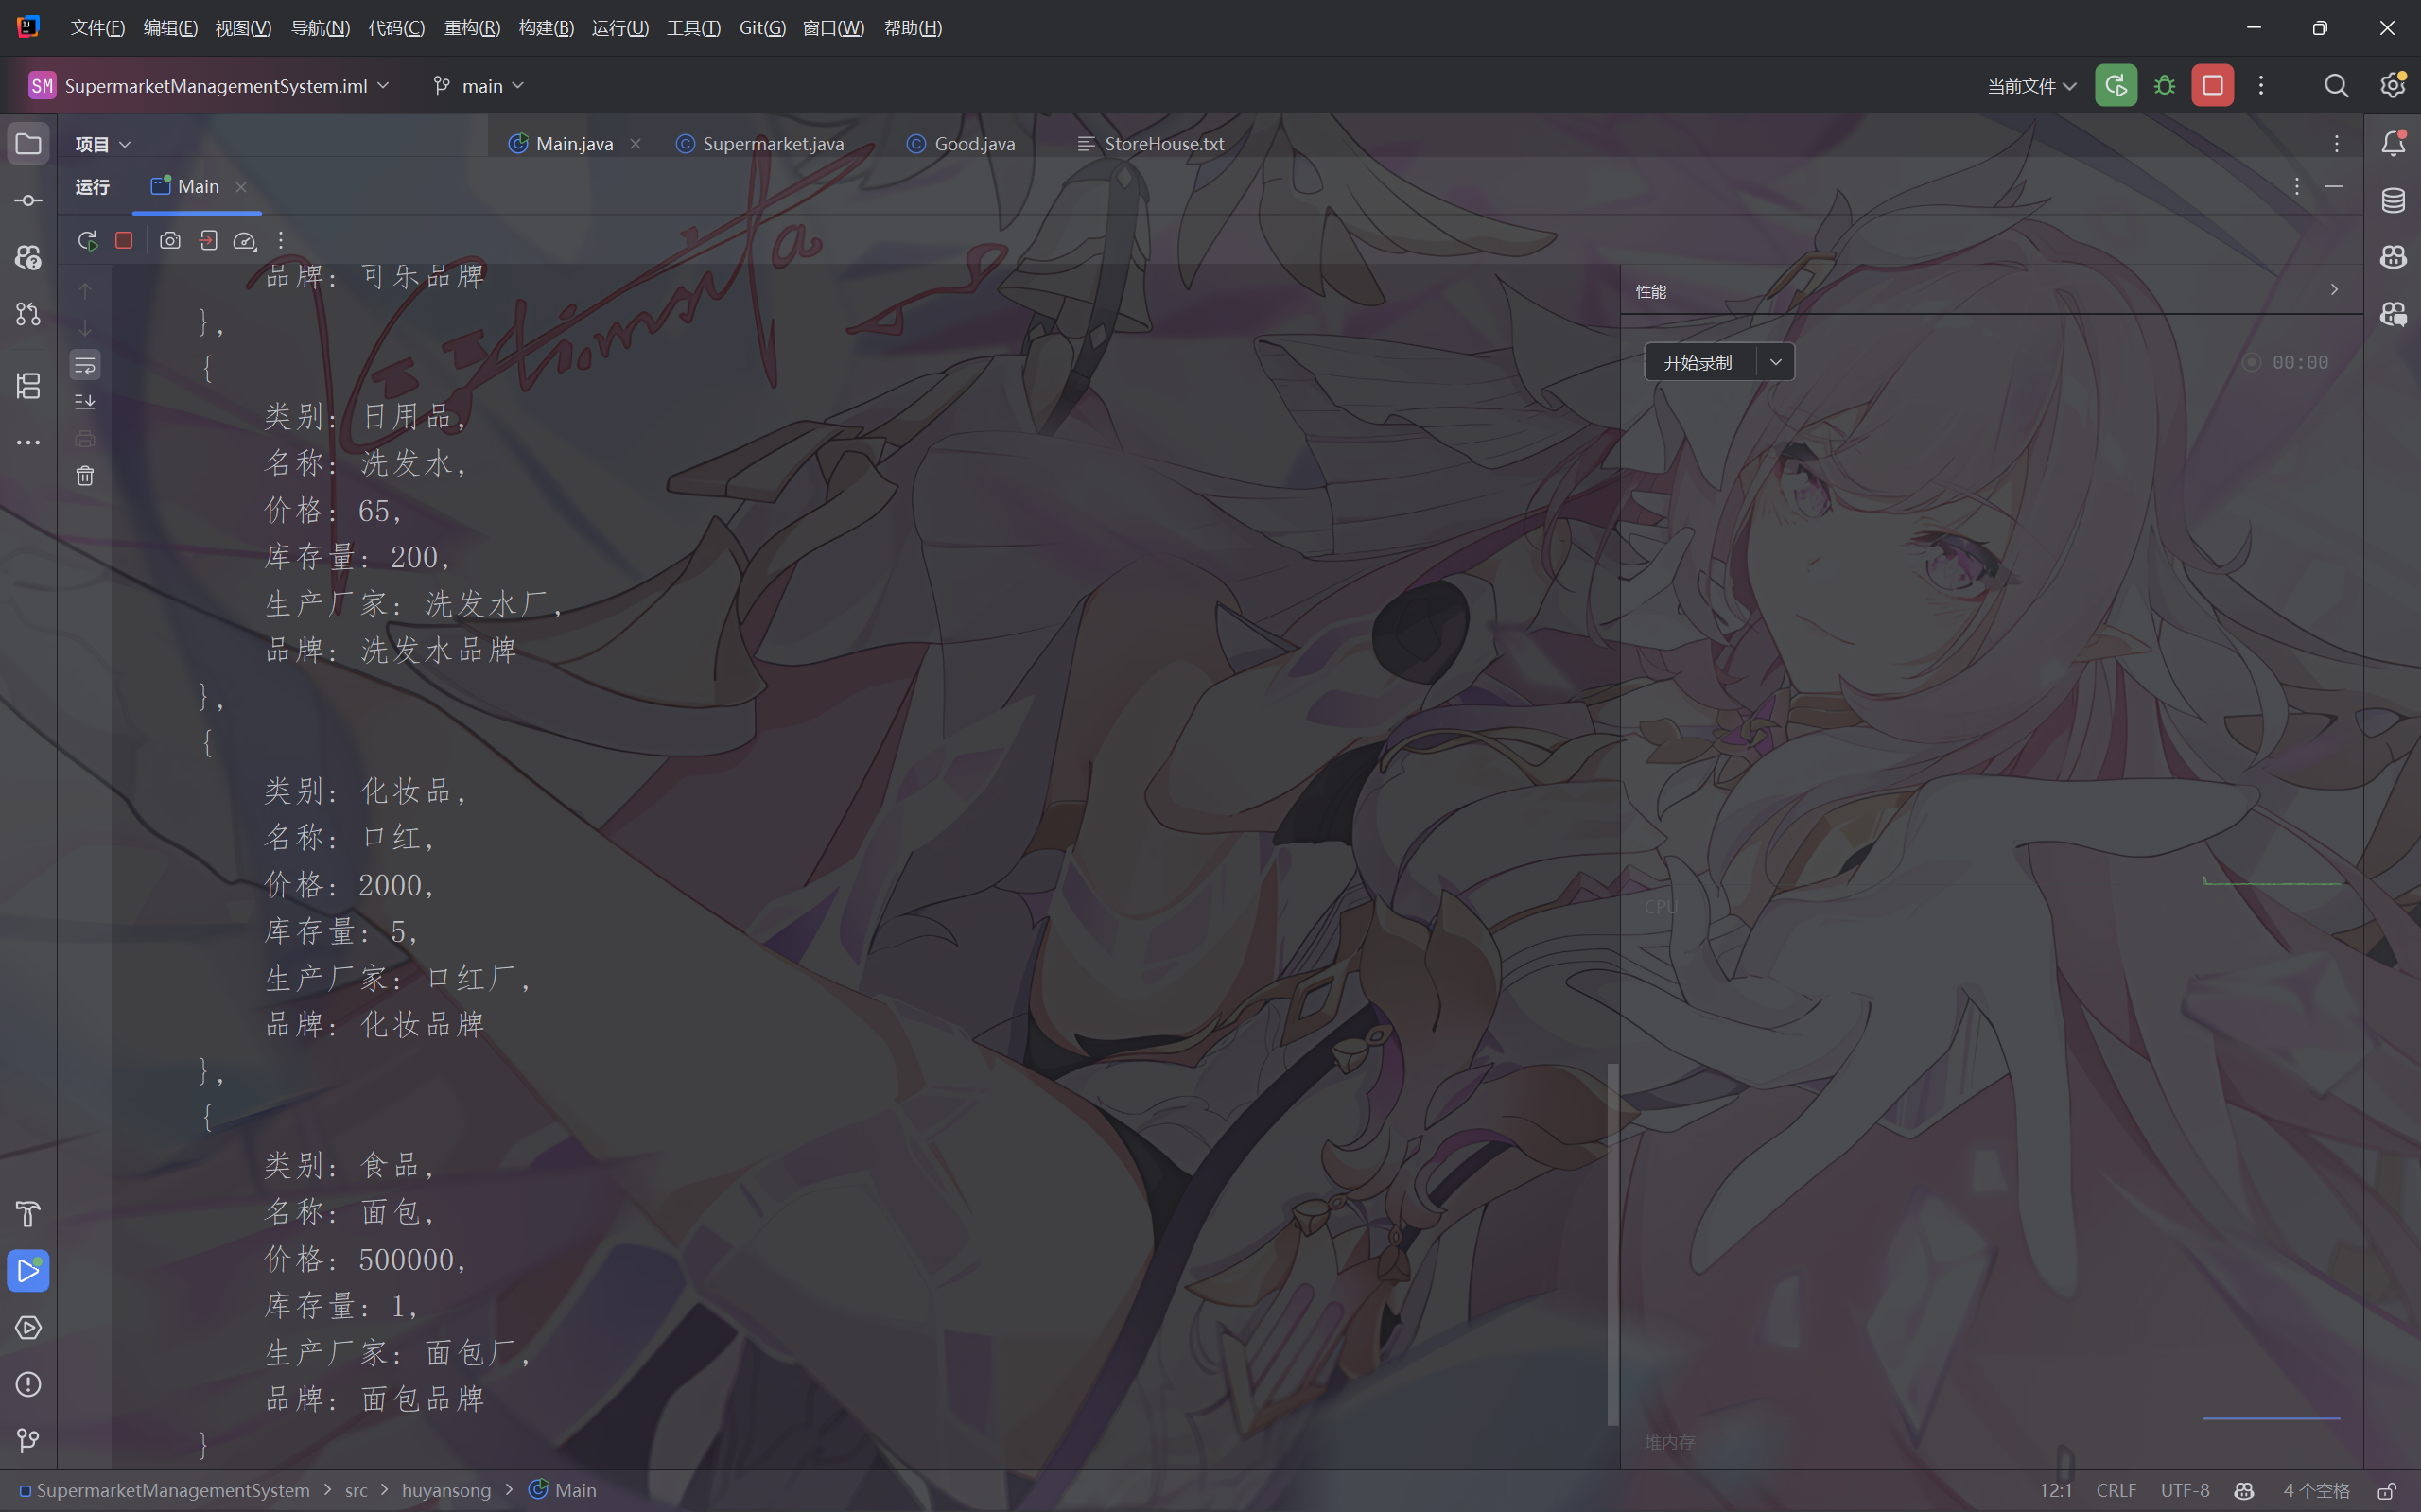 文件(F) 编辑(E) 视图(V) 导航(N) 代码(C) 重构(R) 构建(B) 运行(U) 工具(T) Git(G) 窗口(W) 帮助(H)
SM SupermarketManagementSystem.iml main 当前文件
项目 Main.java Supermarket.java Good.java StoreHouse.txt
运行 Main
品牌: 可乐品牌
},
{
类别: 日用品,
名称: 洗发水,
价格: 65,
库存量: 200,
生产厂家: 洗发水厂,
品牌: 洗发水品牌
},
{
类别: 化妆品,
名称: 口红,
价格: 2000,
库存量: 5,
生产厂家: 口红厂,
品牌: 化妆品牌
},
{
类别: 食品,
名称: 面包,
价格: 500000,
库存量: 1,
生产厂家: 面包厂,
品牌: 面包品牌
}
性能
开始录制 00:00
CPU
堆内存
SupermarketManagementSystem > src > huyansong > Main 12:1 CRLF UTF-8 4 个空格